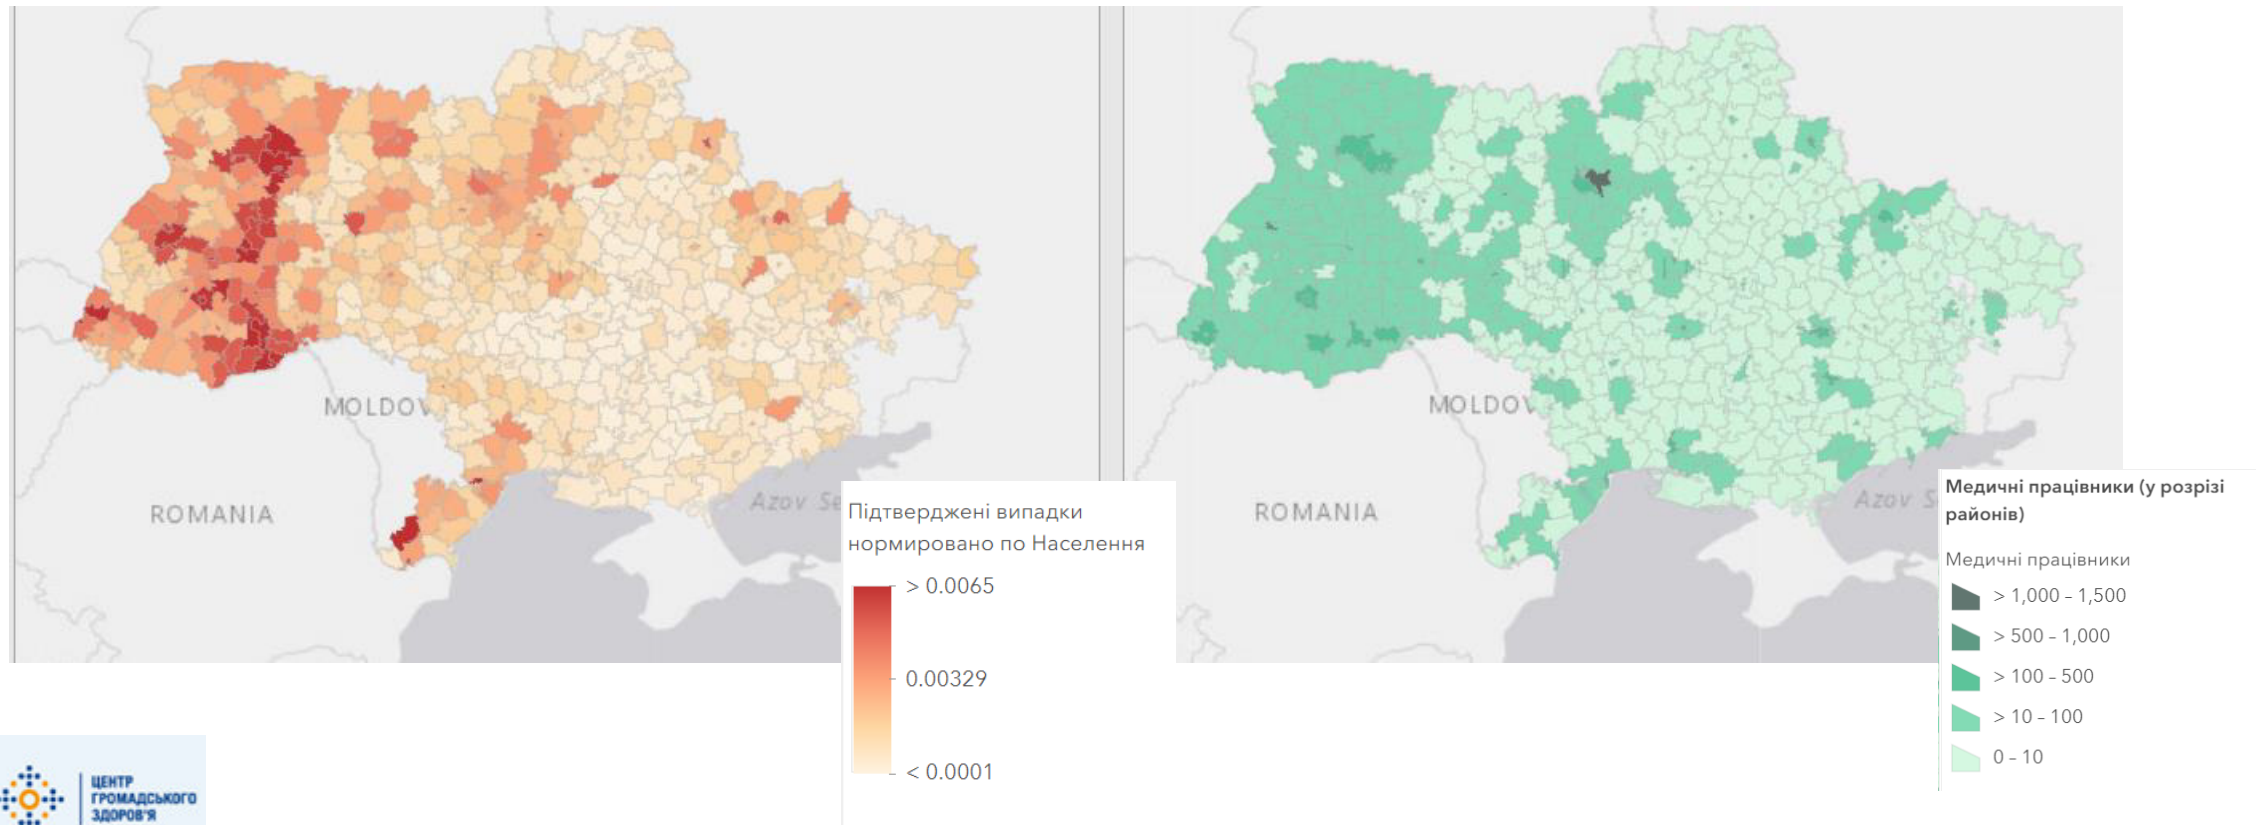 MOLDOV
ROMANIA
Azov Se
Підтверджені випадки
нормировано по Населення
> 0.0065
0.00329
< 0.0001
MOLDOV
ROMANIA
Azov S
Медичні працівники (у розрізі
районів)
Медичні працівники
> 1,000 – 1,500
> 500 – 1,000
> 100 – 500
> 10 – 100
0 – 10
ЦЕНТР
ГРОМАДСЬКОГО
ЗДОРОВ'Я